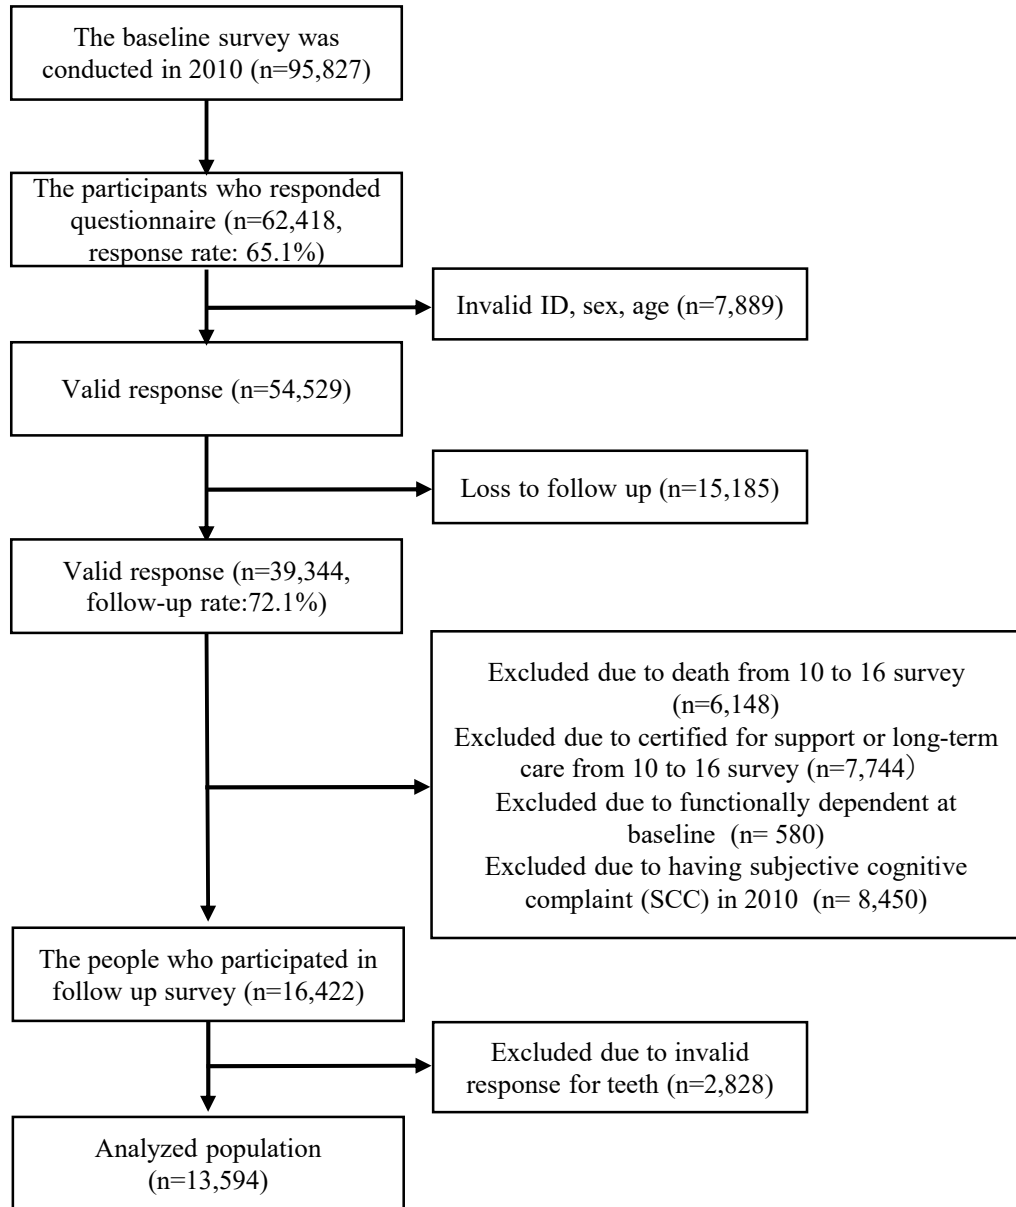 The baseline survey was
conducted in 2010 (n=95,827)
The participants who responded
questionnaire (n=62,418,
response rate: 65.1%)
Invalid ID, sex, age (n=7,889)
Valid response (n=54,529)
Loss to follow up (n=15,185)
Valid response (n=39,344,
follow-up rate:72.1%)
Excluded due to death from 10 to 16 survey
(n=6,148)
Excluded due to certified for support or long-term
care from 10 to 16 survey (n=7,744）
Excluded due to functionally dependent at
baseline  (n= 580)
Excluded due to having subjective cognitive
complaint (SCC) in 2010  (n= 8,450)
The people who participated in
follow up survey (n=16,422)
Excluded due to invalid
response for teeth (n=2,828)
Analyzed population
(n=13,594)